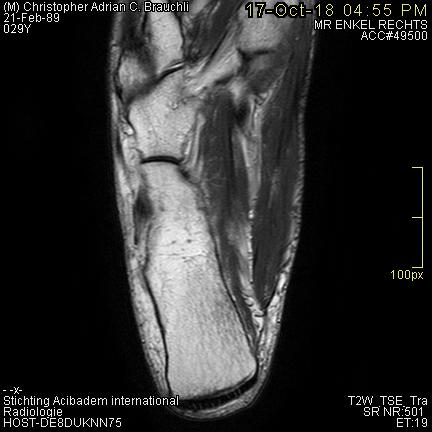 (M) Christopher Adrian C. Brauchli
21-Feb-89
029Y
17-Oct-18 04:55 PM
MR ENKEL RECHTS
ACC#49500
100px
--x-
Stichting Acibadem international
Radiologie
HOST-DE8DUKNN75
T2W_TSE_Tra
SR NR:501
ET:19